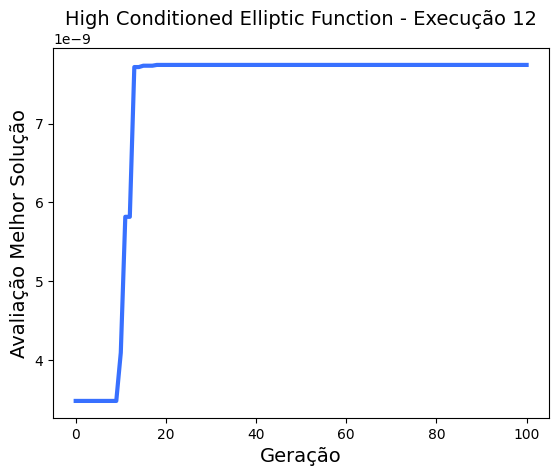 High Conditioned Elliptic Function - Execução 12
1e−9
Avaliação Melhor Solução
7
6
5
4
0 20 40 60 80 100
Geração